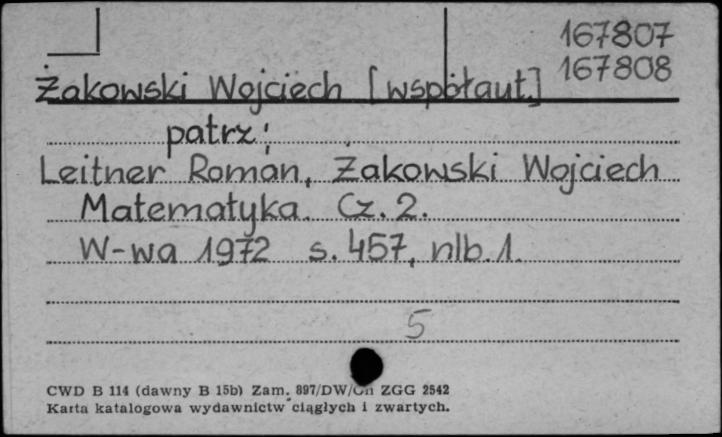 167807
167808
Żakowski Wojciech [współaut.]
patrz:
Leitner Roman, Żakowski Wojciech
Matematyka. Cz. 2.
W-wa 1972 s. 457, nlb. 1.
5
CWD B 114 (dawny B 15b) Zam. 897/DW/Cn ZGG 2542
Karta katalogowa wydawnictw ciągłych i zwartych.